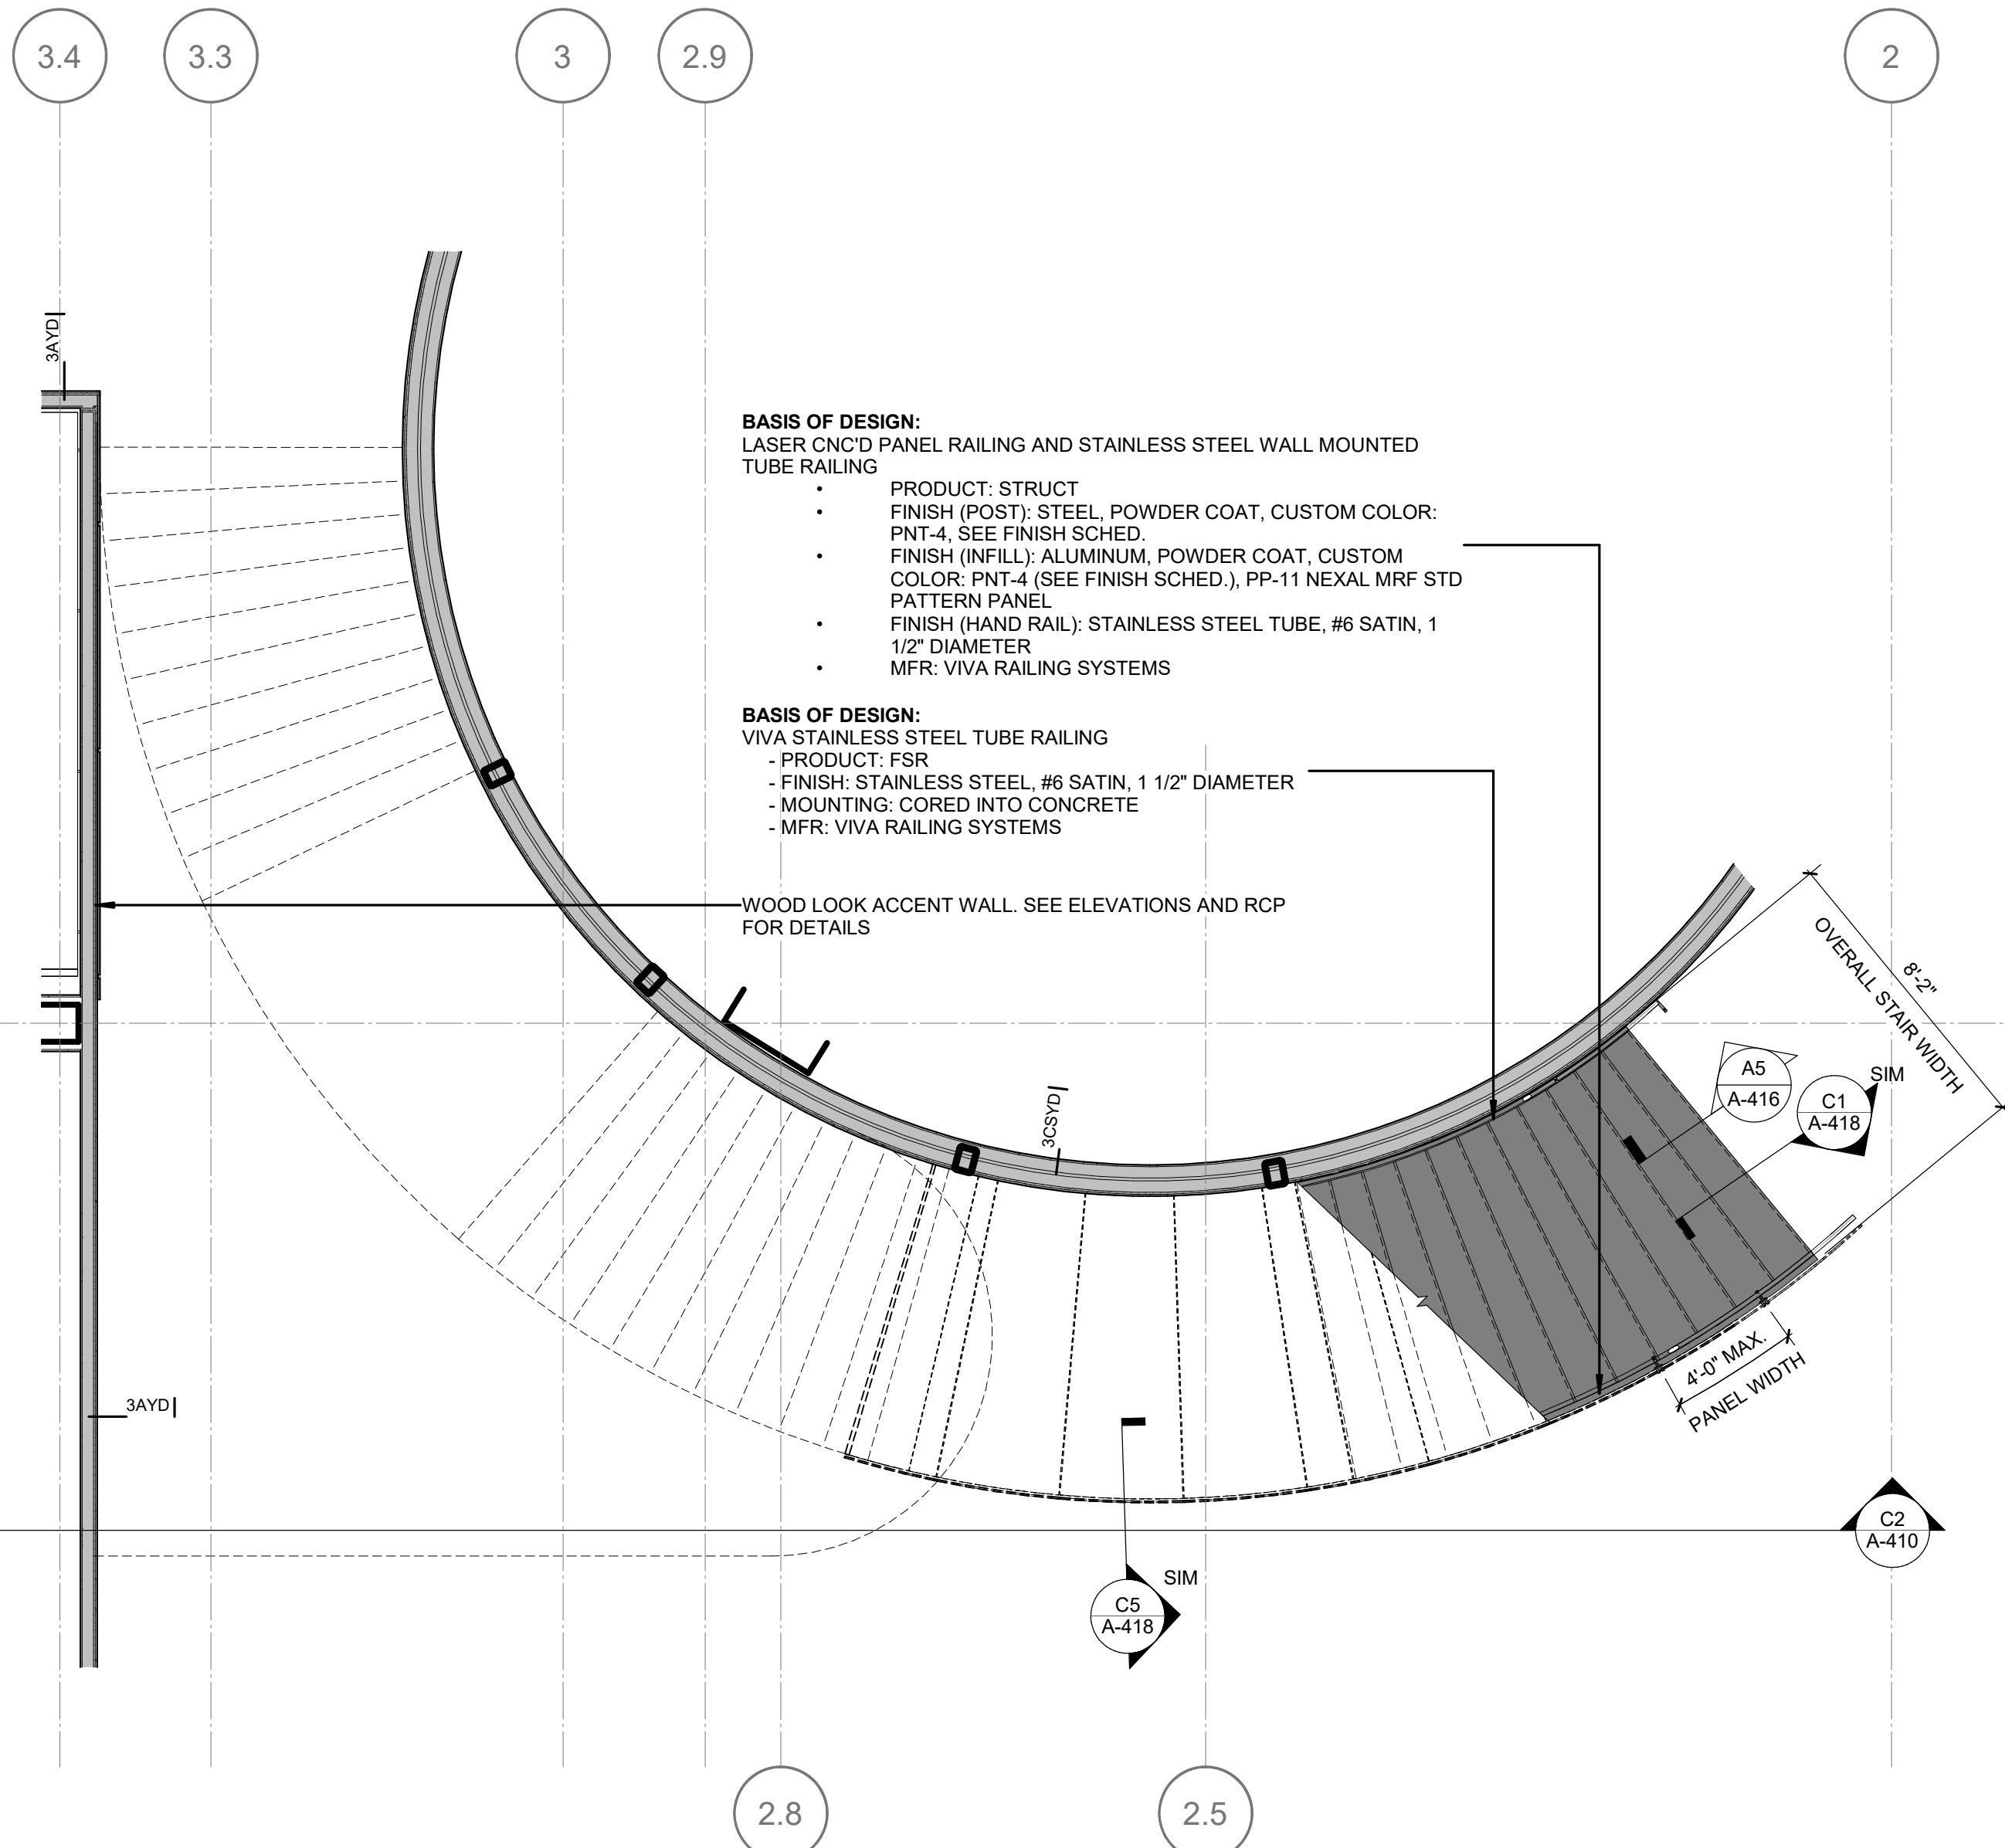 3.4
3.3
3
2.9
2
3AYD
BASIS OF DESIGN:
LASER CNC'D PANEL RAILING AND STAINLESS STEEL WALL MOUNTED
TUBE RAILING
• PRODUCT: STRUCT
• FINISH (POST): STEEL, POWDER COAT, CUSTOM COLOR:
PNT-4, SEE FINISH SCHED.
• FINISH (INFILL): ALUMINUM, POWDER COAT, CUSTOM
COLOR: PNT-4 (SEE FINISH SCHED.), PP-11 NEXAL MRF STD
PATTERN PANEL
• FINISH (HAND RAIL): STAINLESS STEEL TUBE, #6 SATIN, 1
1/2" DIAMETER
• MFR: VIVA RAILING SYSTEMS
BASIS OF DESIGN:
VIVA STAINLESS STEEL TUBE RAILING
- PRODUCT: FSR
- FINISH: STAINLESS STEEL, #6 SATIN, 1 1/2" DIAMETER
- MOUNTING: CORED INTO CONCRETE
- MFR: VIVA RAILING SYSTEMS
WOOD LOOK ACCENT WALL. SEE ELEVATIONS AND RCP
FOR DETAILS
8'-2"
OVERALL STAIR WIDTH
A5
A-416
SIM
C1
A-418
3CSYD
4'-0" MAX.
PANEL WIDTH
3AYD
C2
A-410
SIM
C5
A-418
2.8
2.5